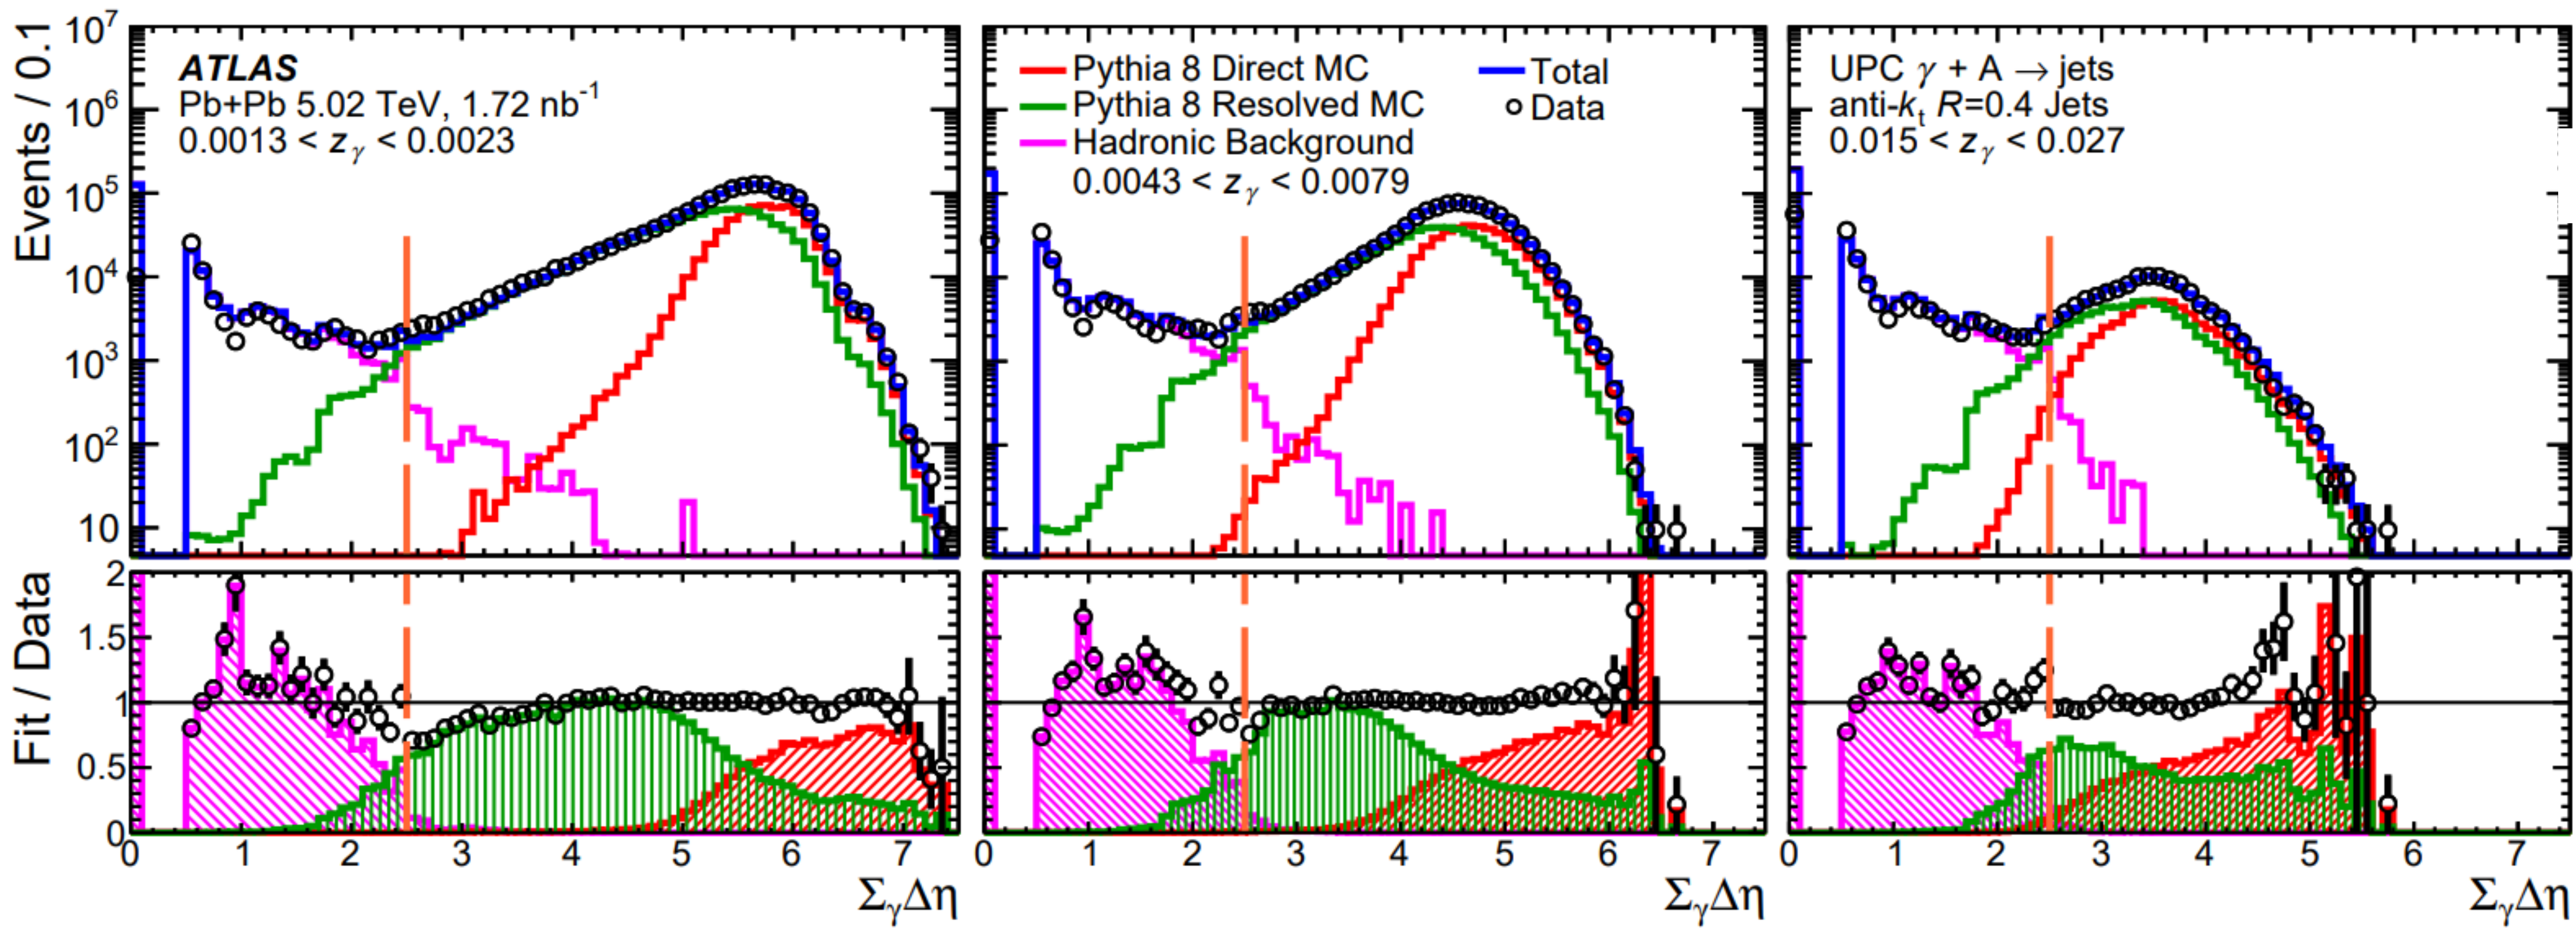 Events / 0.1
10⁷
10⁶
10⁵
10⁴
10³
10²
10
ATLAS
Pb+Pb 5.02 TeV, 1.72 nb⁻¹
0.0013 < z_γ < 0.0023
Pythia 8 Direct MC
Pythia 8 Resolved MC
Hadronic Background
0.0043 < z_γ < 0.0079
Total
Data
UPC γ + A → jets
anti-k_t R=0.4 Jets
0.015 < z_γ < 0.027
Fit / Data
2
1.5
1
0.5
0
0 1 2 3 4 5 6 7
Σ_γΔη
0 1 2 3 4 5 6 7
Σ_γΔη
0 1 2 3 4 5 6 7
Σ_γΔη